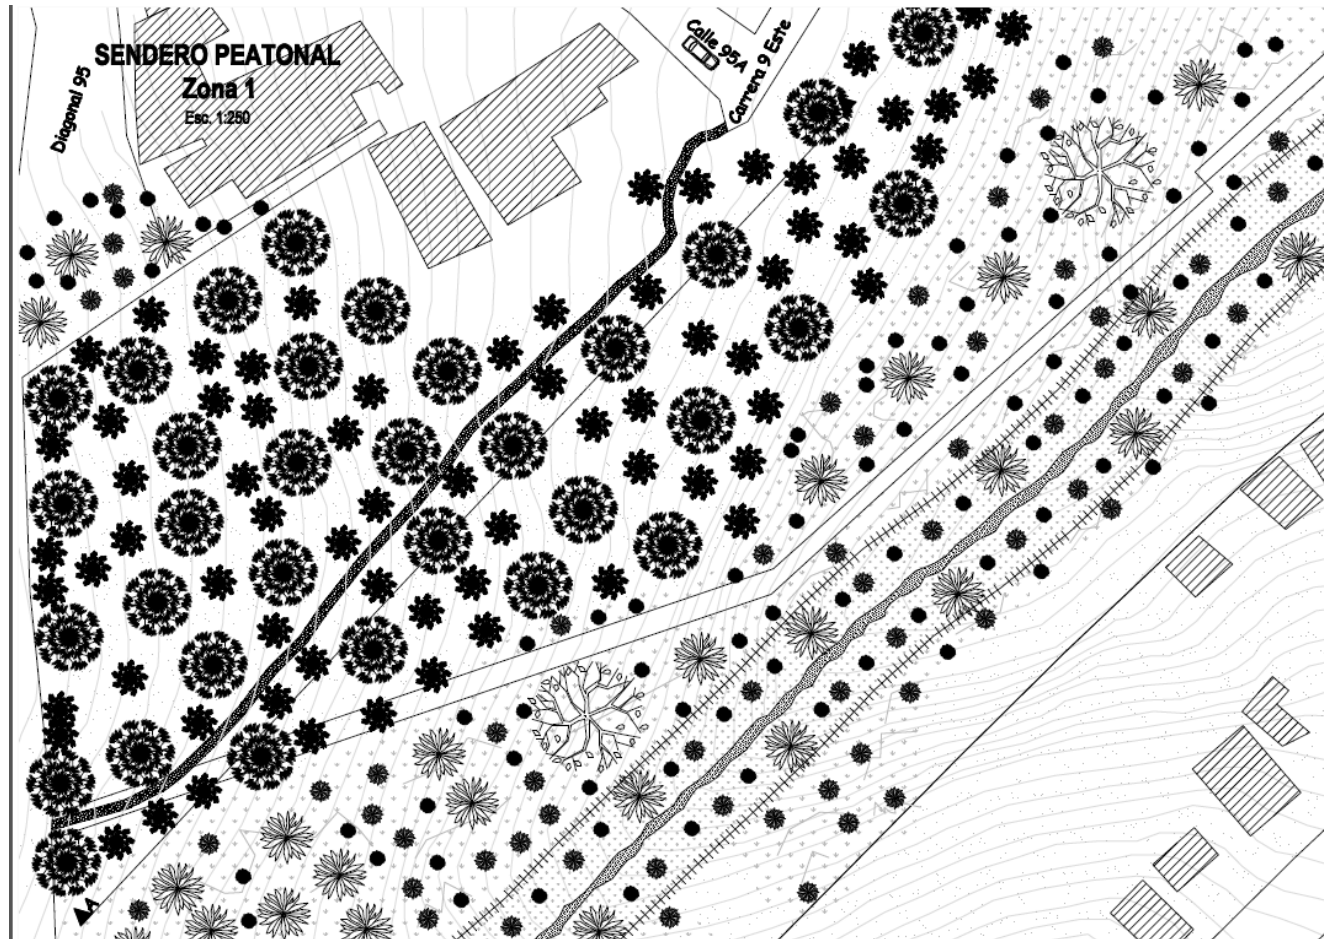 SENDERO PEATONAL
Zona 1
Esc. 1:250
Diagonal 95
Calle 95A
Carrera 9 Este
A